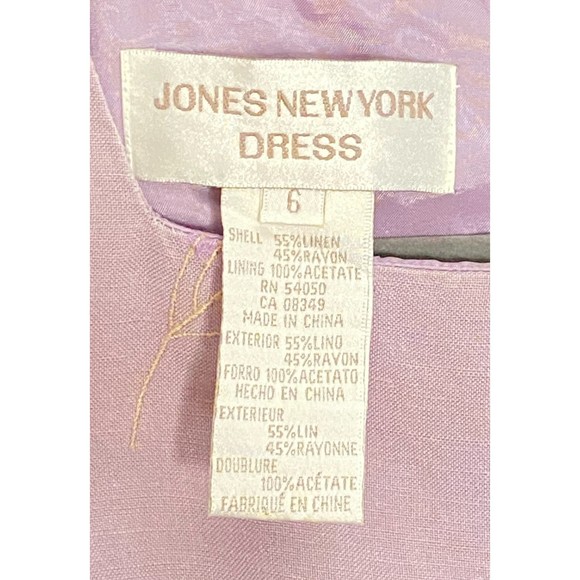 JONES NEW YORK
DRESS
6
SHELL 55%LINEN
45%RAYON
LINING 100%ACETATE
RN 54050
CA 08349
MADE IN CHINA
EXTERIOR 55%LINO
45%RAYON
FORRO 100%ACETATO
HECHO EN CHINA
EXTERIEUR
55%LIN
45%RAYONNE
DOUBLURE
100%ACÉTATE
FABRIQUÉ EN CHINE